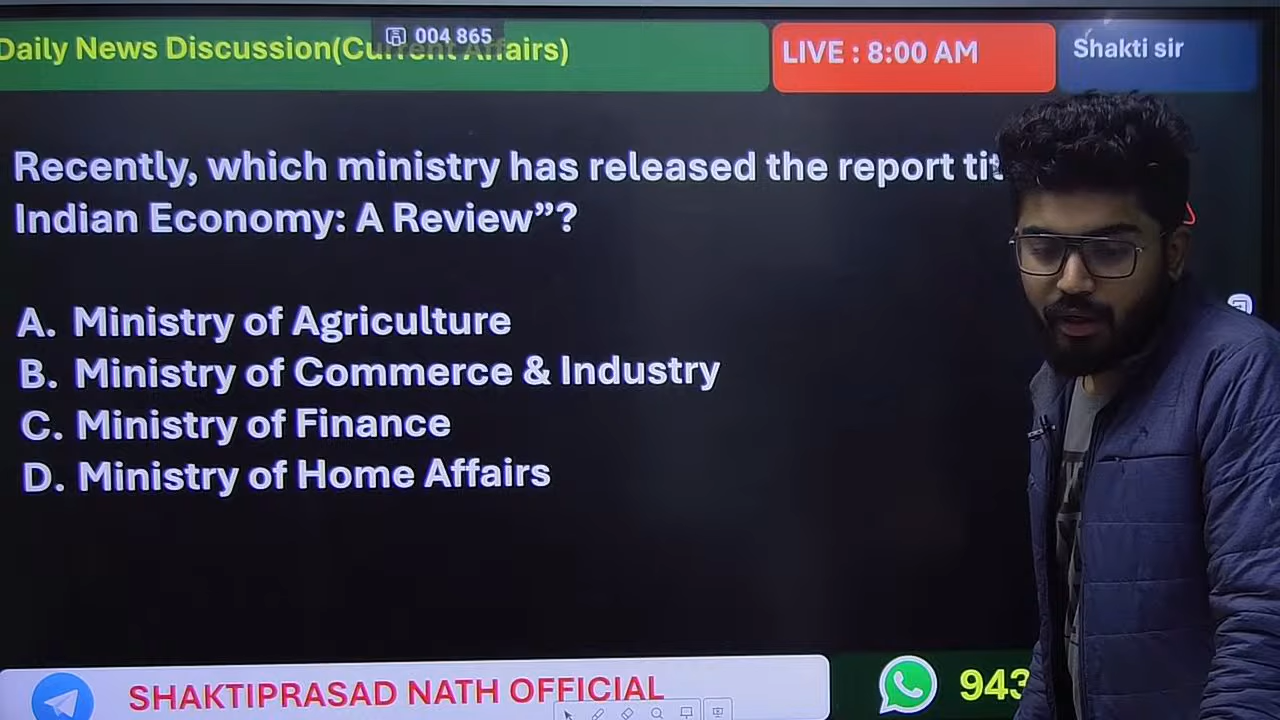 Daily News Discussion(Current Affairs)
004 865
LIVE : 8:00 AM
Shakti sir
Recently, which ministry has released the report
Indian Economy: A Review”?
A. Ministry of Agriculture
B. Ministry of Commerce & Industry
C. Ministry of Finance
D. Ministry of Home Affairs
SHAKTIPRASAD NATH OFFICIAL
943